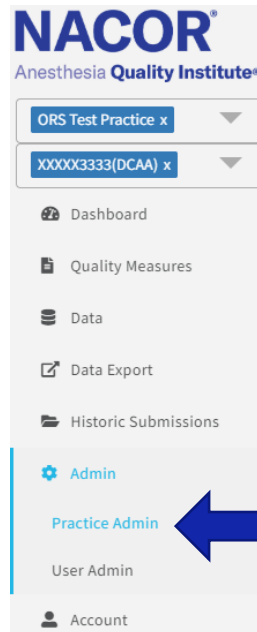 NACOR®
Anesthesia Quality Institute®
ORS Test Practice x
XXXXX3333(DCAA) x
Dashboard
Quality Measures
Data
Data Export
Historic Submissions
Admin
Practice Admin
User Admin
Account